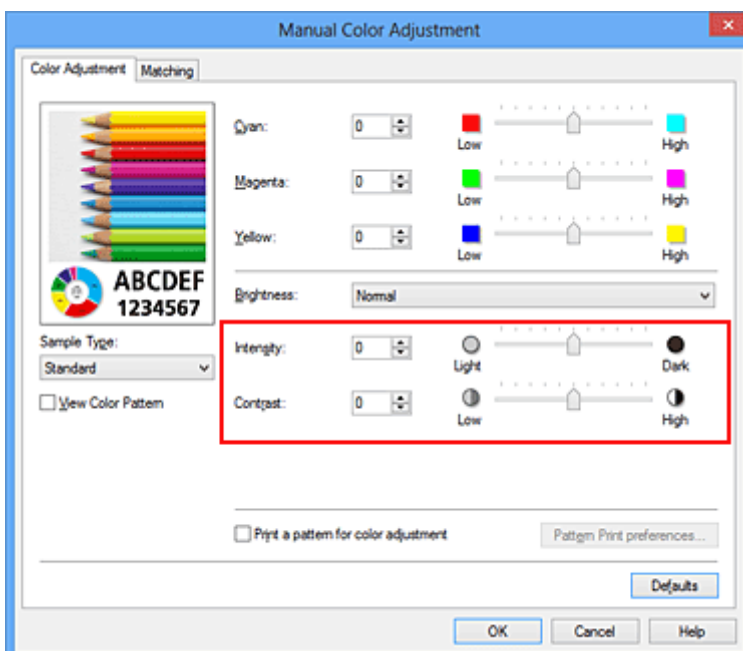 Manual Color Adjustment
Color Adjustment
Matching
Cyan:
0
Low
High
Magenta:
0
Low
High
Yellow:
0
Low
High
ABCDEF
1234567
Brightness:
Normal
Sample Type:
Standard
View Color Pattern
Intensity:
0
Light
Dark
Contrast:
0
Low
High
Print a pattern for color adjustment
Pattern Print preferences...
Defaults
OK
Cancel
Help